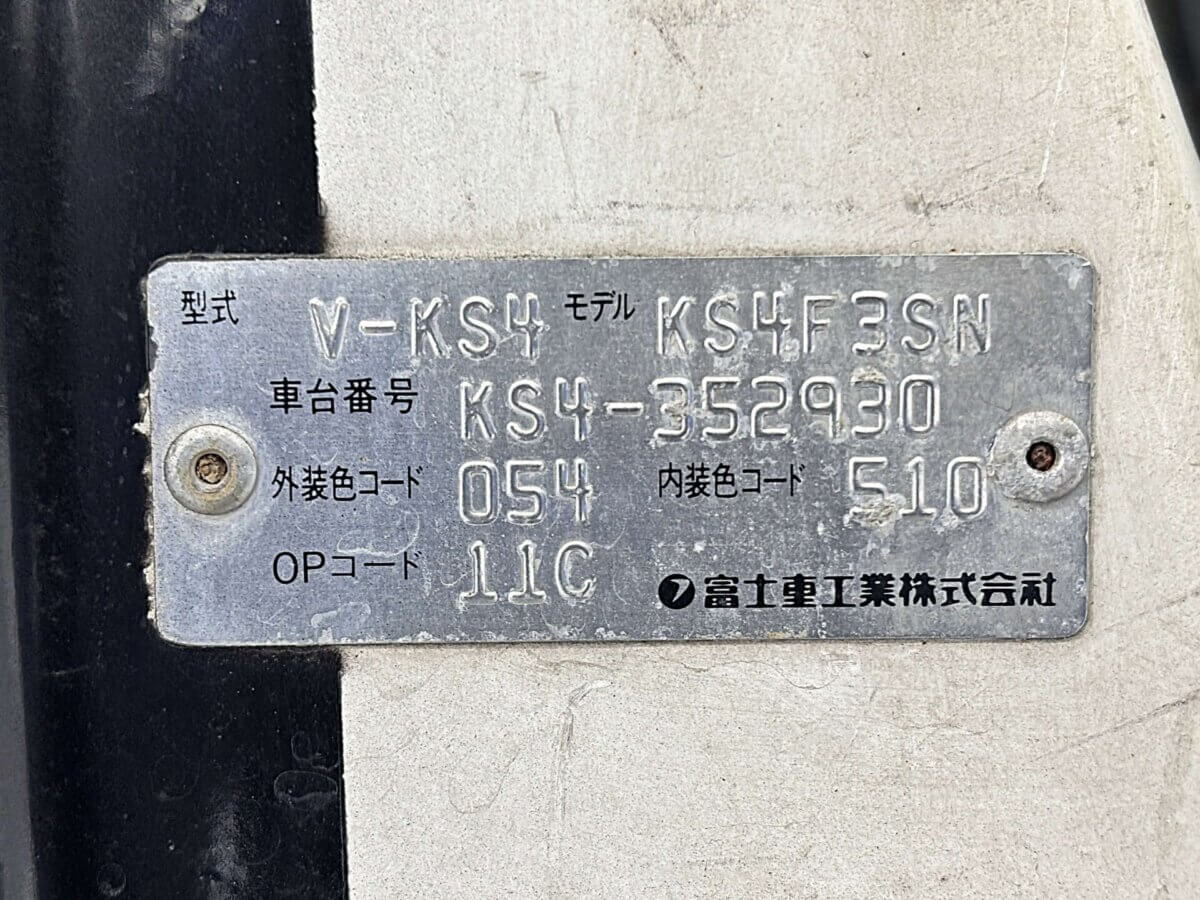 型式 V-KS4 モデル KS4F3SN
車台番号 KS4-352930
外装色コード 054 内装色コード 510
OPコード 11C 富士重工業株式会社